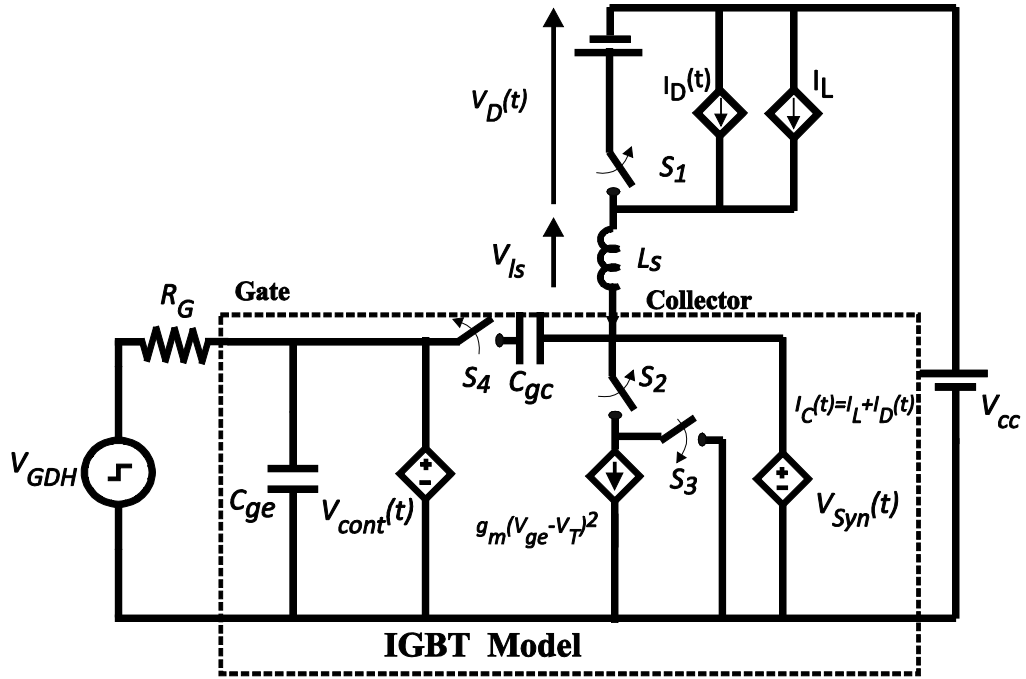 V_D(t)
I_D(t)
I_L
S_1
V_ls
L_s
R_G
Gate
Collector
S_4
C_gc
S_2
I_C(t)=I_L+I_D(t)
V_cc
V_GDH
C_ge
V_cont(t)
g_m(V_ge-V_T)^2
S_3
V_Syn(t)
IGBT Model
+
-
+
-